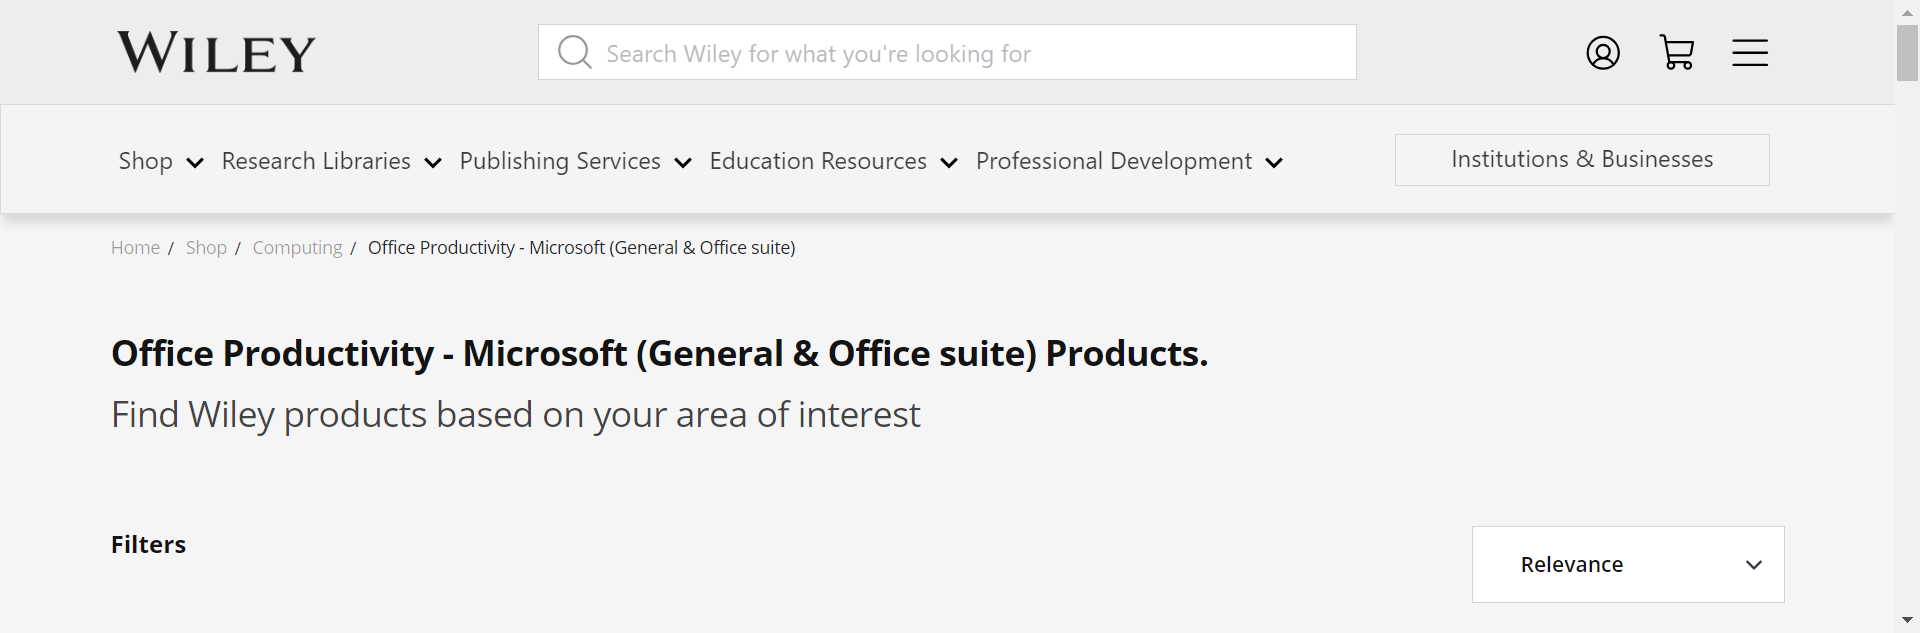 WILEY
Search Wiley for what you're looking for
Shop Research Libraries Publishing Services Education Resources Professional Development Institutions & Businesses
Home / Shop / Computing / Office Productivity - Microsoft (General & Office suite)
Office Productivity - Microsoft (General & Office suite) Products.
Find Wiley products based on your area of interest
Filters
Relevance